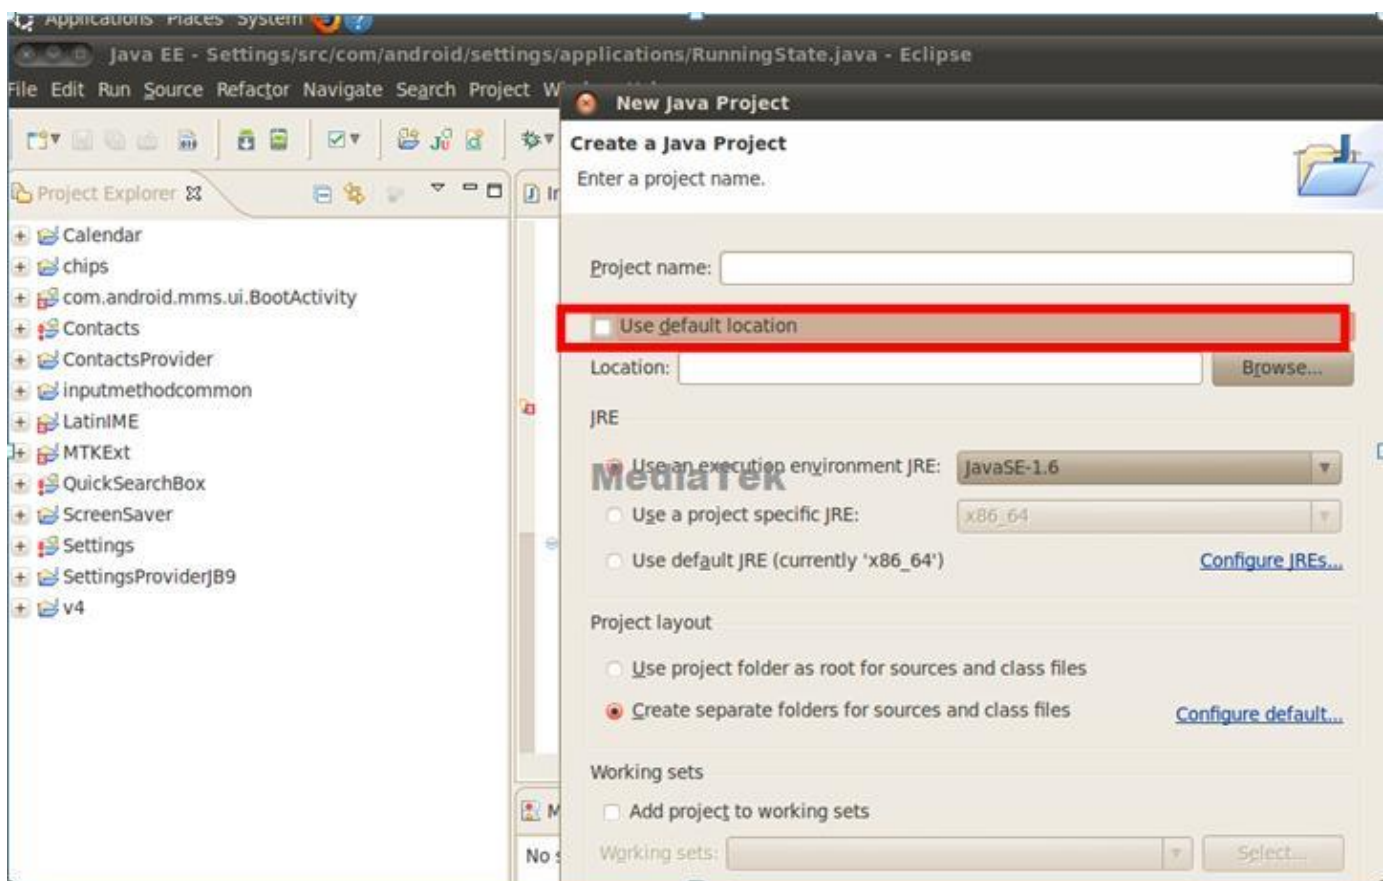 Applications Places System
Java EE - Settings/src/com/android/settings/applications/RunningState.java - Eclipse
File Edit Run Source Refactor Navigate Search Project
New Java Project
Create a Java Project
Enter a project name.
Project Explorer
Calendar
chips
com.android.mms.ui.BootActivity
Contacts
ContactsProvider
inputmethodcommon
LatinIME
MTKExt
QuickSearchBox
ScreenSaver
Settings
SettingsProviderJB9
v4
Project name:
Use default location
Location:
Browse...
JRE
Use an execution environment JRE:
JavaSE-1.6
MediaTek
Use a project specific JRE:
x86_64
Use default JRE (currently 'x86_64')
Configure JREs...
Project layout
Use project folder as root for sources and class files
Create separate folders for sources and class files
Configure default...
Working sets
Add project to working sets
Working sets:
Select...
No